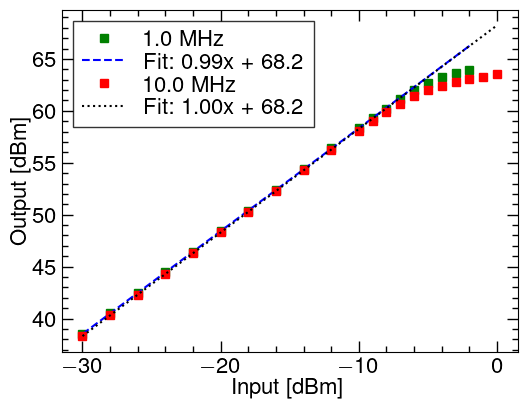 1.0 MHz
Fit: 0.99x + 68.2
10.0 MHz
Fit: 1.00x + 68.2
Output [dBm]
65
60
55
50
45
40
−30
−20
−10
0
Input [dBm]